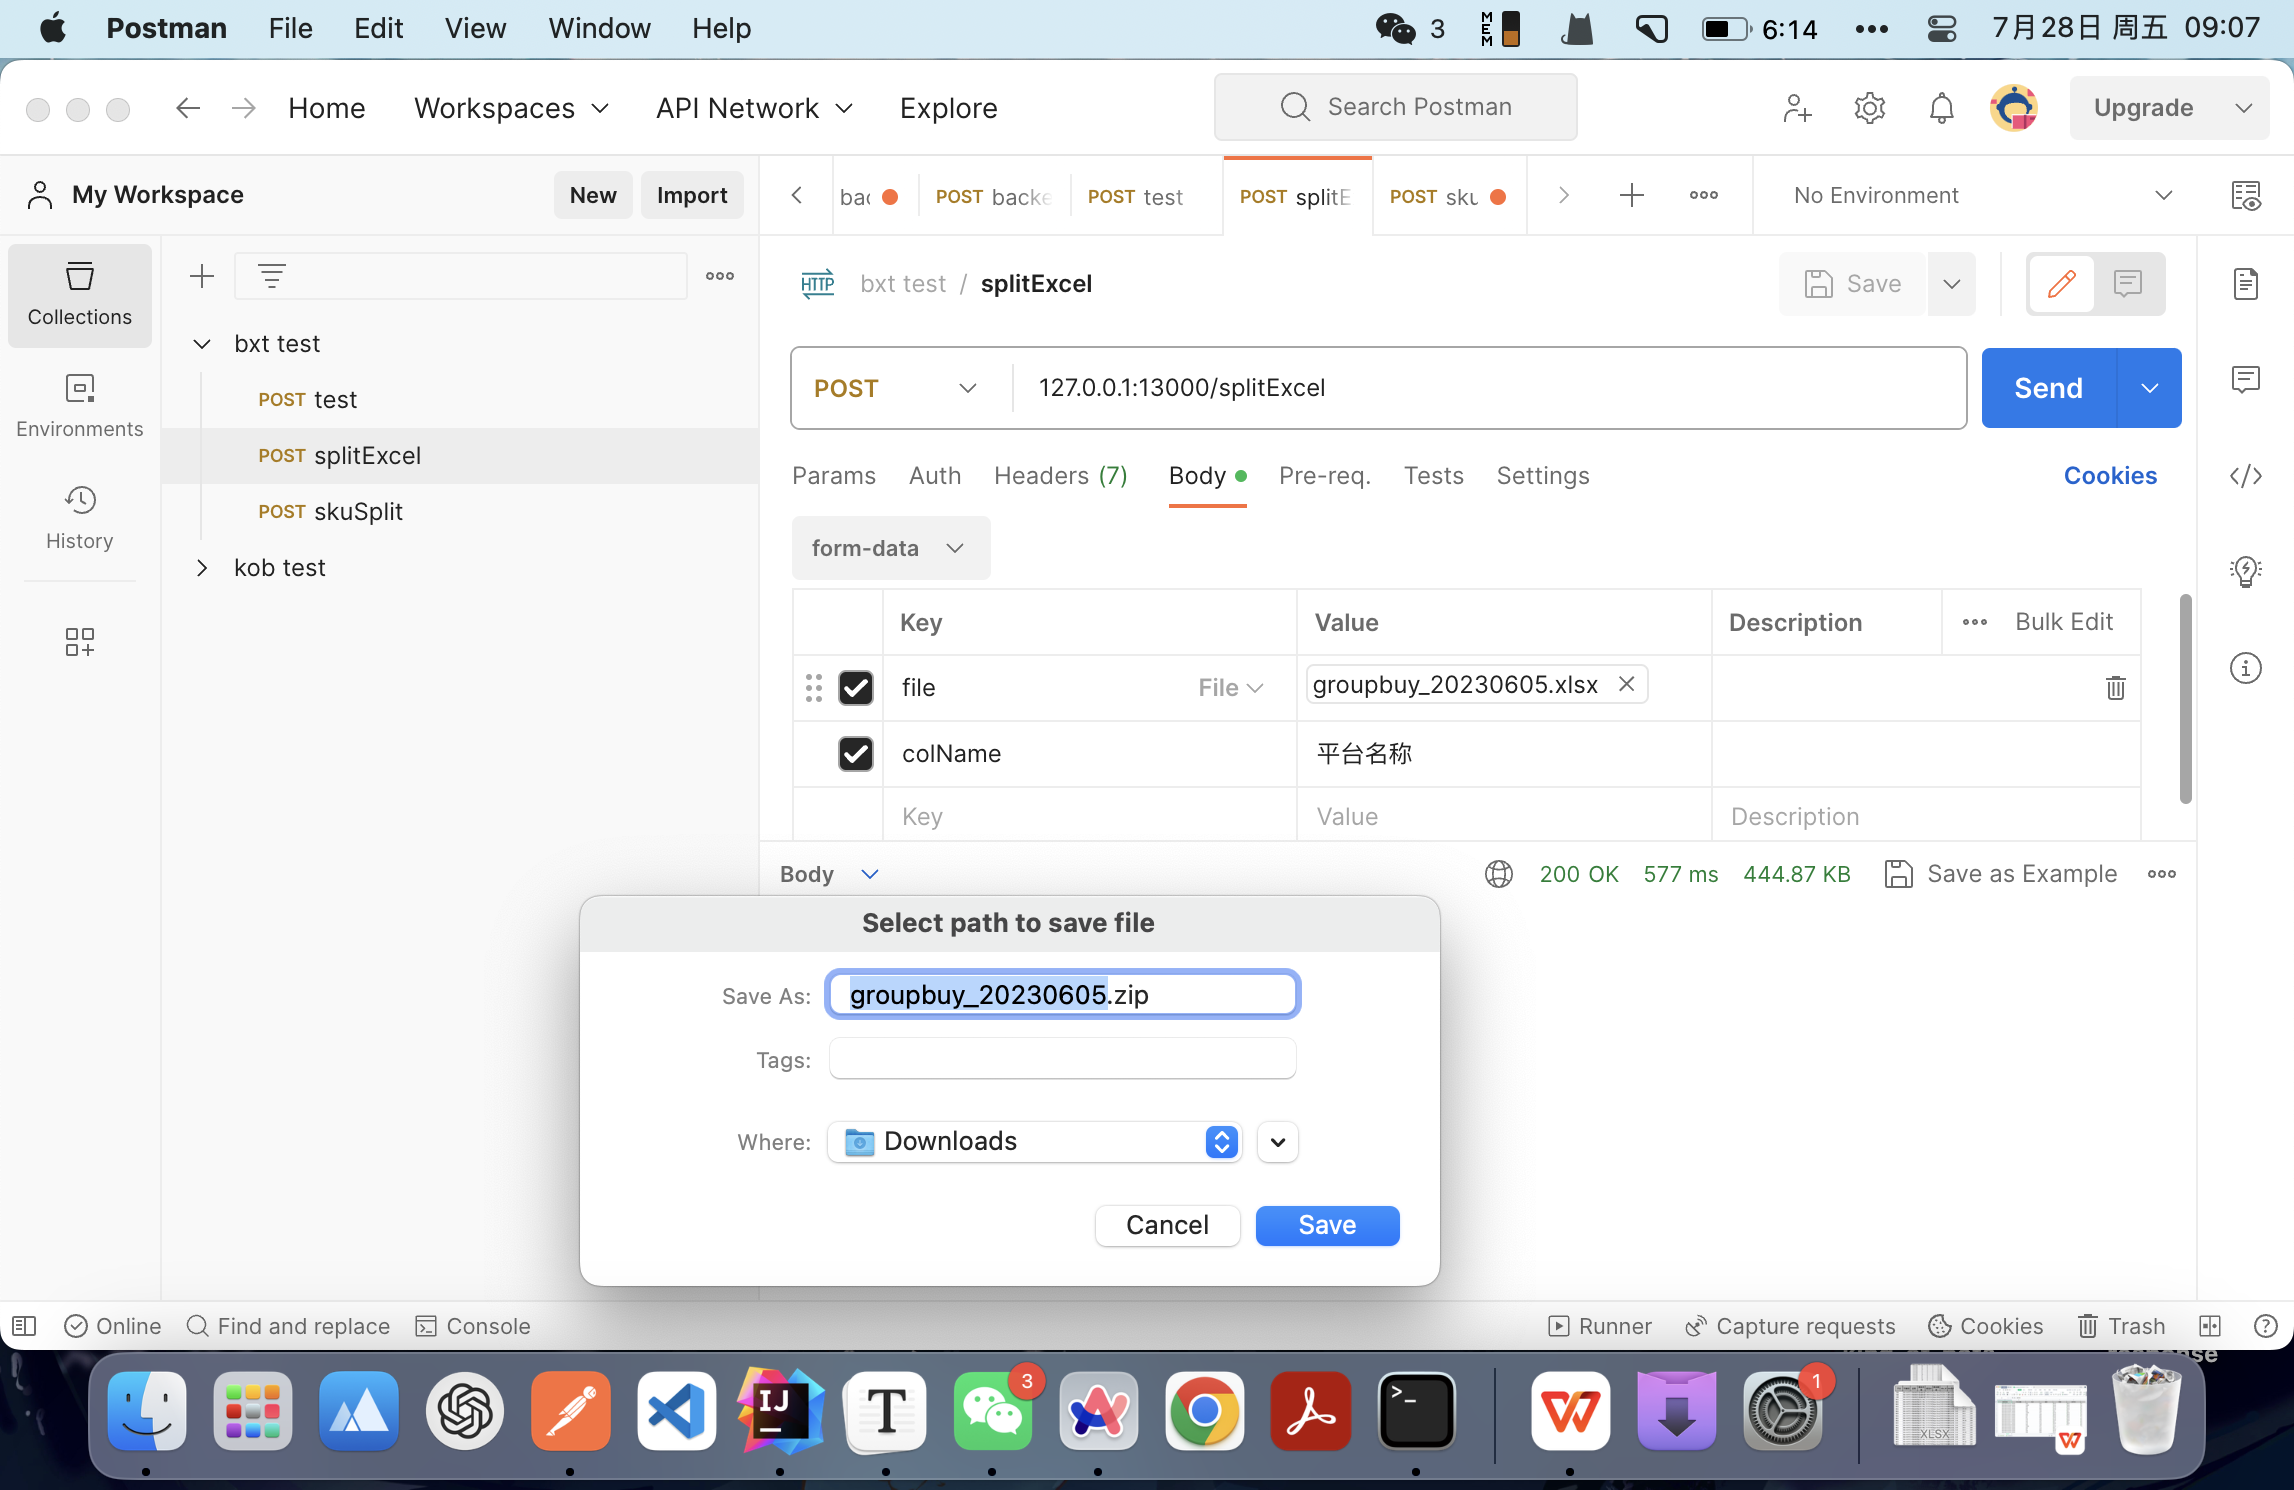 Postman File Edit View Window Help 3 MEM 6:14 7月28日 周五 09:07
Home Workspaces API Network Explore Search Postman Upgrade
My Workspace New Import
bac POST backe POST test POST splitE POST sku No Environment
Collections
Environments
History
bxt test
POST test
POST splitExcel
POST skuSplit
kob test
HTTP bxt test / splitExcel Save
POST 127.0.0.1:13000/splitExcel Send
Params Auth Headers (7) Body Pre-req. Tests Settings Cookies
form-data
Key Value Description Bulk Edit
file File groupbuy_20230605.xlsx
colName 平台名称
Key Value Description
Body 200 OK 577 ms 444.87 KB Save as Example
Select path to save file
Save As: groupbuy_20230605.zip
Tags:
Where: Downloads
Cancel Save
Online Find and replace Console Runner Capture requests Cookies Trash
IJ T 3 1 XLSX